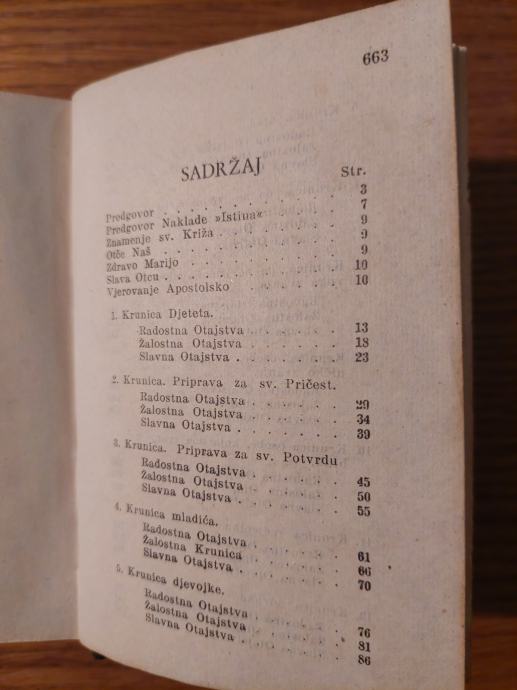 663
SADRŽAJ
Str.
Predgovor . . . . . . . . . . 3
Predgovor Naklade »Istina« . . . 7
Znamenje sv. Križa . . . . . . 9
Otče Naš . . . . . . . . . . 9
Zdravo Marijo . . . . . . . . 9
Slava Otcu . . . . . . . . . 10
Vjerovanje Apostolsko . . . . . 10
1. Krunica Djeteta.
Radostna Otajstva . . . . . . 13
Žalostna Otajstva . . . . . . 18
Slavna Otajstva . . . . . . . 23
2. Krunica. Priprava za sv. Pričest.
Radostna Otajstva . . . . . . 29
Žalostna Otajstva . . . . . . 34
Slavna Otajstva . . . . . . . 39
3. Krunica. Priprava za sv. Potvrdu
Radostna Otajstva . . . . . . 45
Žalostna Otajstva . . . . . . 50
Slavna Otajstva . . . . . . . 55
4. Krunica mladića.
Radostna Otajstva . . . . . . 61
Žalostna Krunica . . . . . . 66
Slavna Otajstva . . . . . . . 70
5. Krunica djevojke.
Radostna Otajstva . . . . . . 76
Žalostna Otajstva . . . . . . 81
Slavna Otajstva . . . . . . . 86